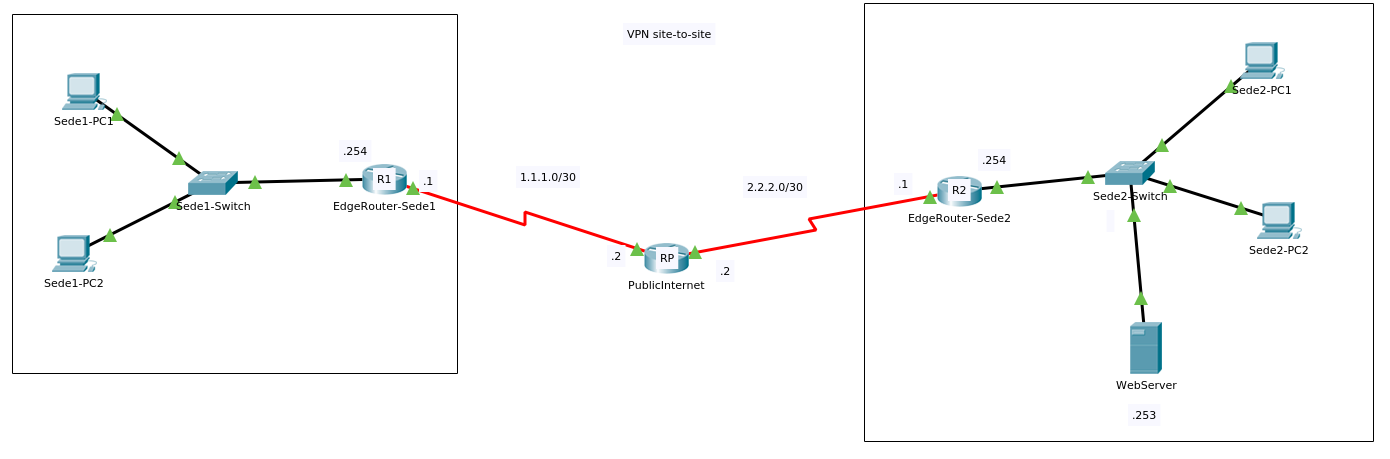 VPN site-to-site
Sede1-PC1
Sede1-Switch
Sede1-PC2
.254
R1
.1
EdgeRouter-Sede1
1.1.1.0/30
.2
RP
.2
PublicInternet
2.2.2.0/30
.1
R2
.254
EdgeRouter-Sede2
Sede2-PC1
Sede2-Switch
Sede2-PC2
WebServer
.253